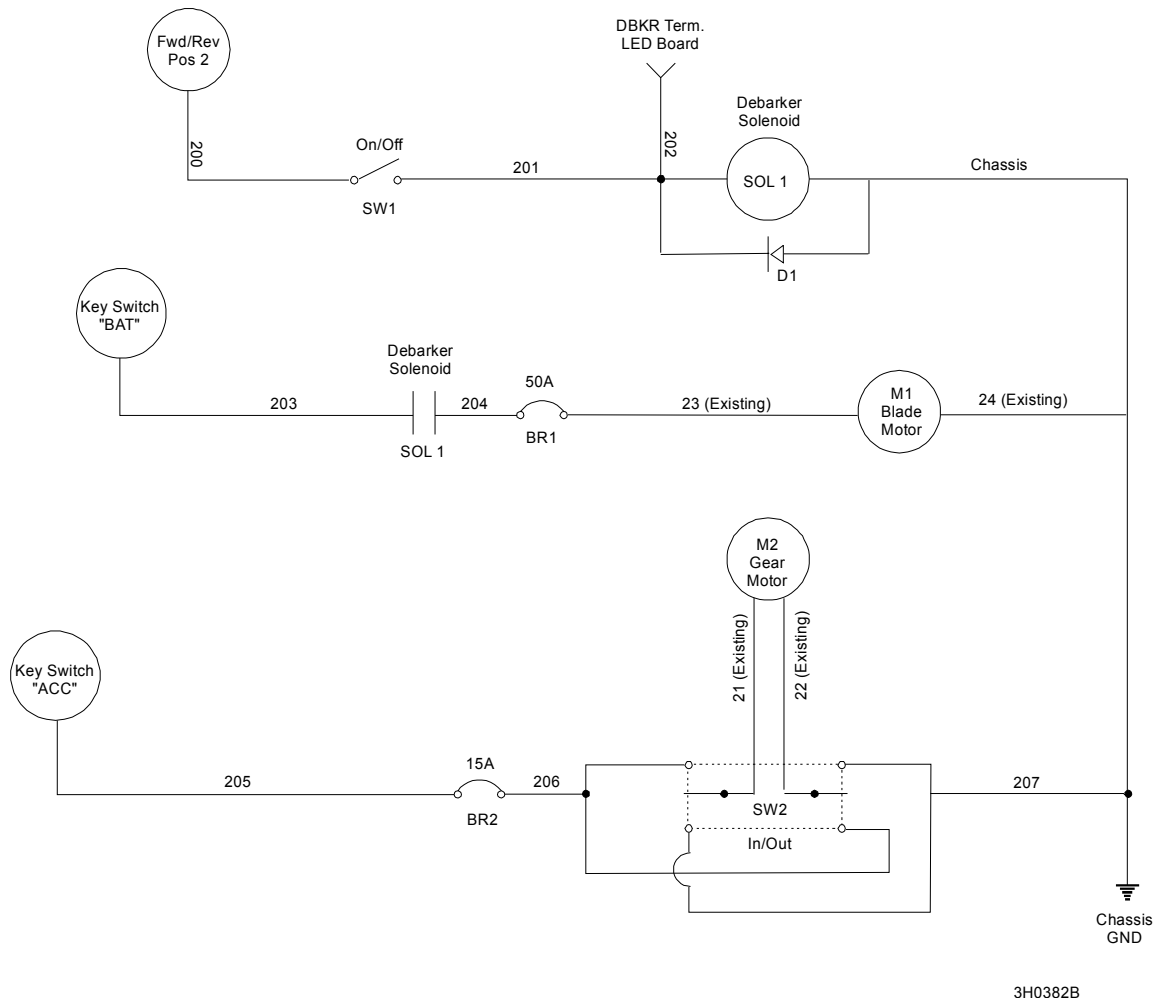 Fwd/Rev
Pos 2
DBKR Term.
LED Board
200
202
On/Off
SW1
201
Debarker
Solenoid
SOL 1
Chassis
D1
Key Switch
"BAT"
203
Debarker
Solenoid
SOL 1
204
50A
BR1
23 (Existing)
M1
Blade
Motor
24 (Existing)
M2
Gear
Motor
21 (Existing)
22 (Existing)
Key Switch
"ACC"
205
15A
BR2
206
SW2
In/Out
207
Chassis
GND
3H0382B